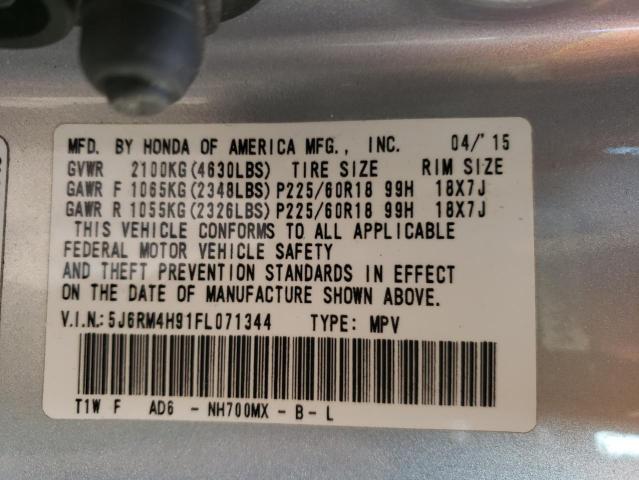 MFD. BY HONDA OF AMERICA MFG., INC. 04/'15
GVWR 2100KG(4630LBS) TIRE SIZE RIM SIZE
GAWR F 1065KG(2348LBS)P225/60R18 99H 18X7J
GAWR R 1055KG(2326LBS)P225/60R18 99H 18X7J
THIS VEHICLE CONFORMS TO ALL APPLICABLE
FEDERAL MOTOR VEHICLE SAFETY
AND THEFT PREVENTION STANDARDS IN EFFECT
ON THE DATE OF MANUFACTURE SHOWN ABOVE.
V.I.N.:5J6RM4H91FL071344 TYPE: MPV
T1W F AD6 - NH700MX - B - L